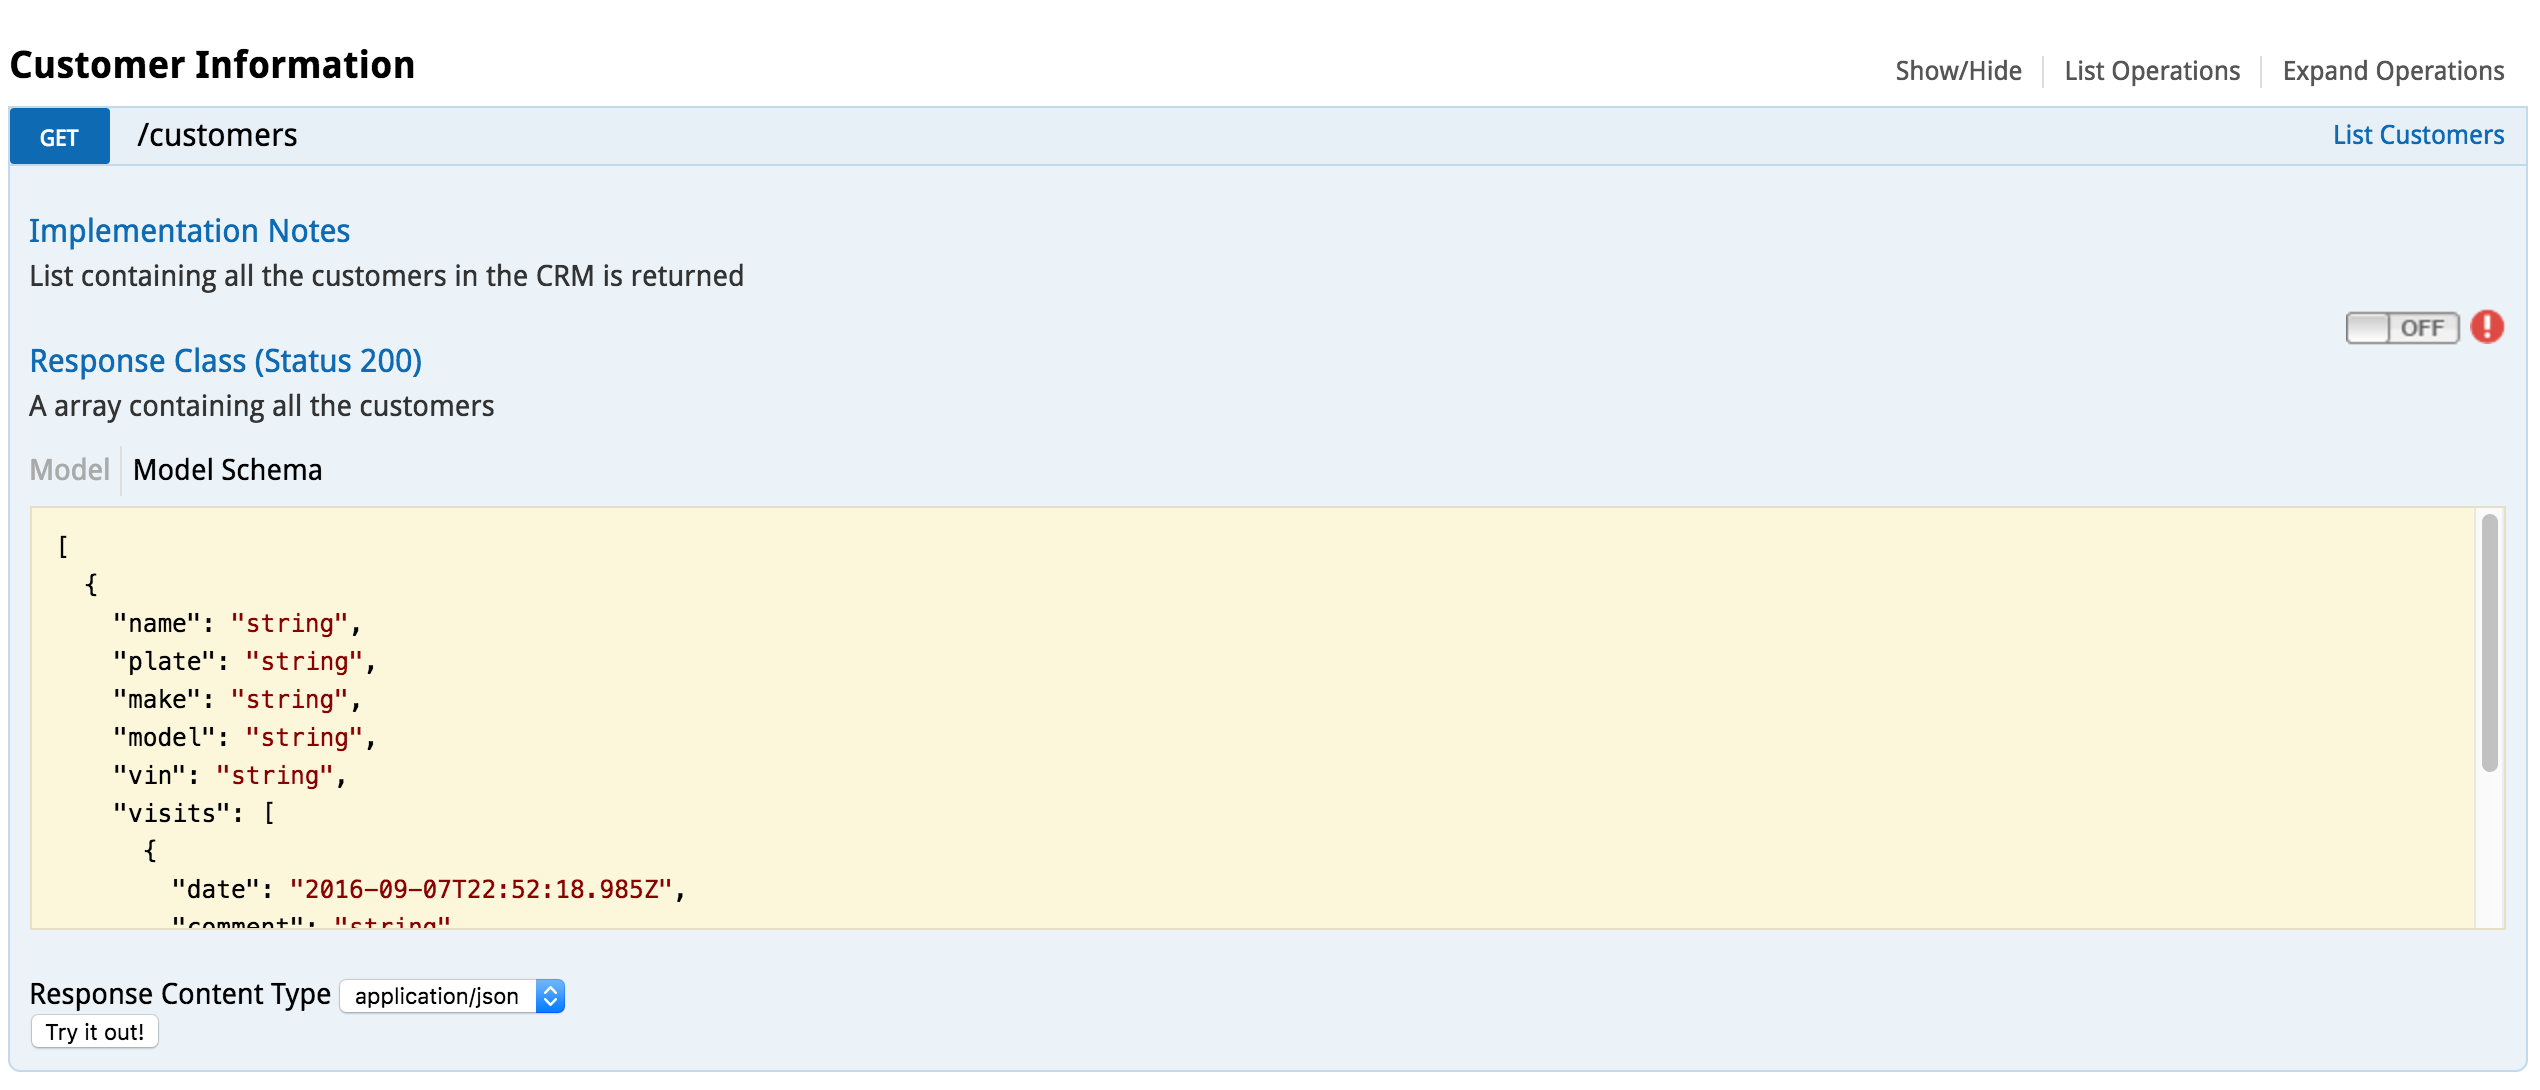 Customer Information
Show/Hide
List Operations
Expand Operations
GET
/customers
List Customers
Implementation Notes
List containing all the customers in the CRM is returned
OFF
!
Response Class (Status 200)
A array containing all the customers
Model
Model Schema
[
{
"name": "string",
"plate": "string",
"make": "string",
"model": "string",
"vin": "string",
"visits": [
{
"date": "2016-09-07T22:52:18.985Z",
"comment": "string"
Response Content Type application/json
Try it out!